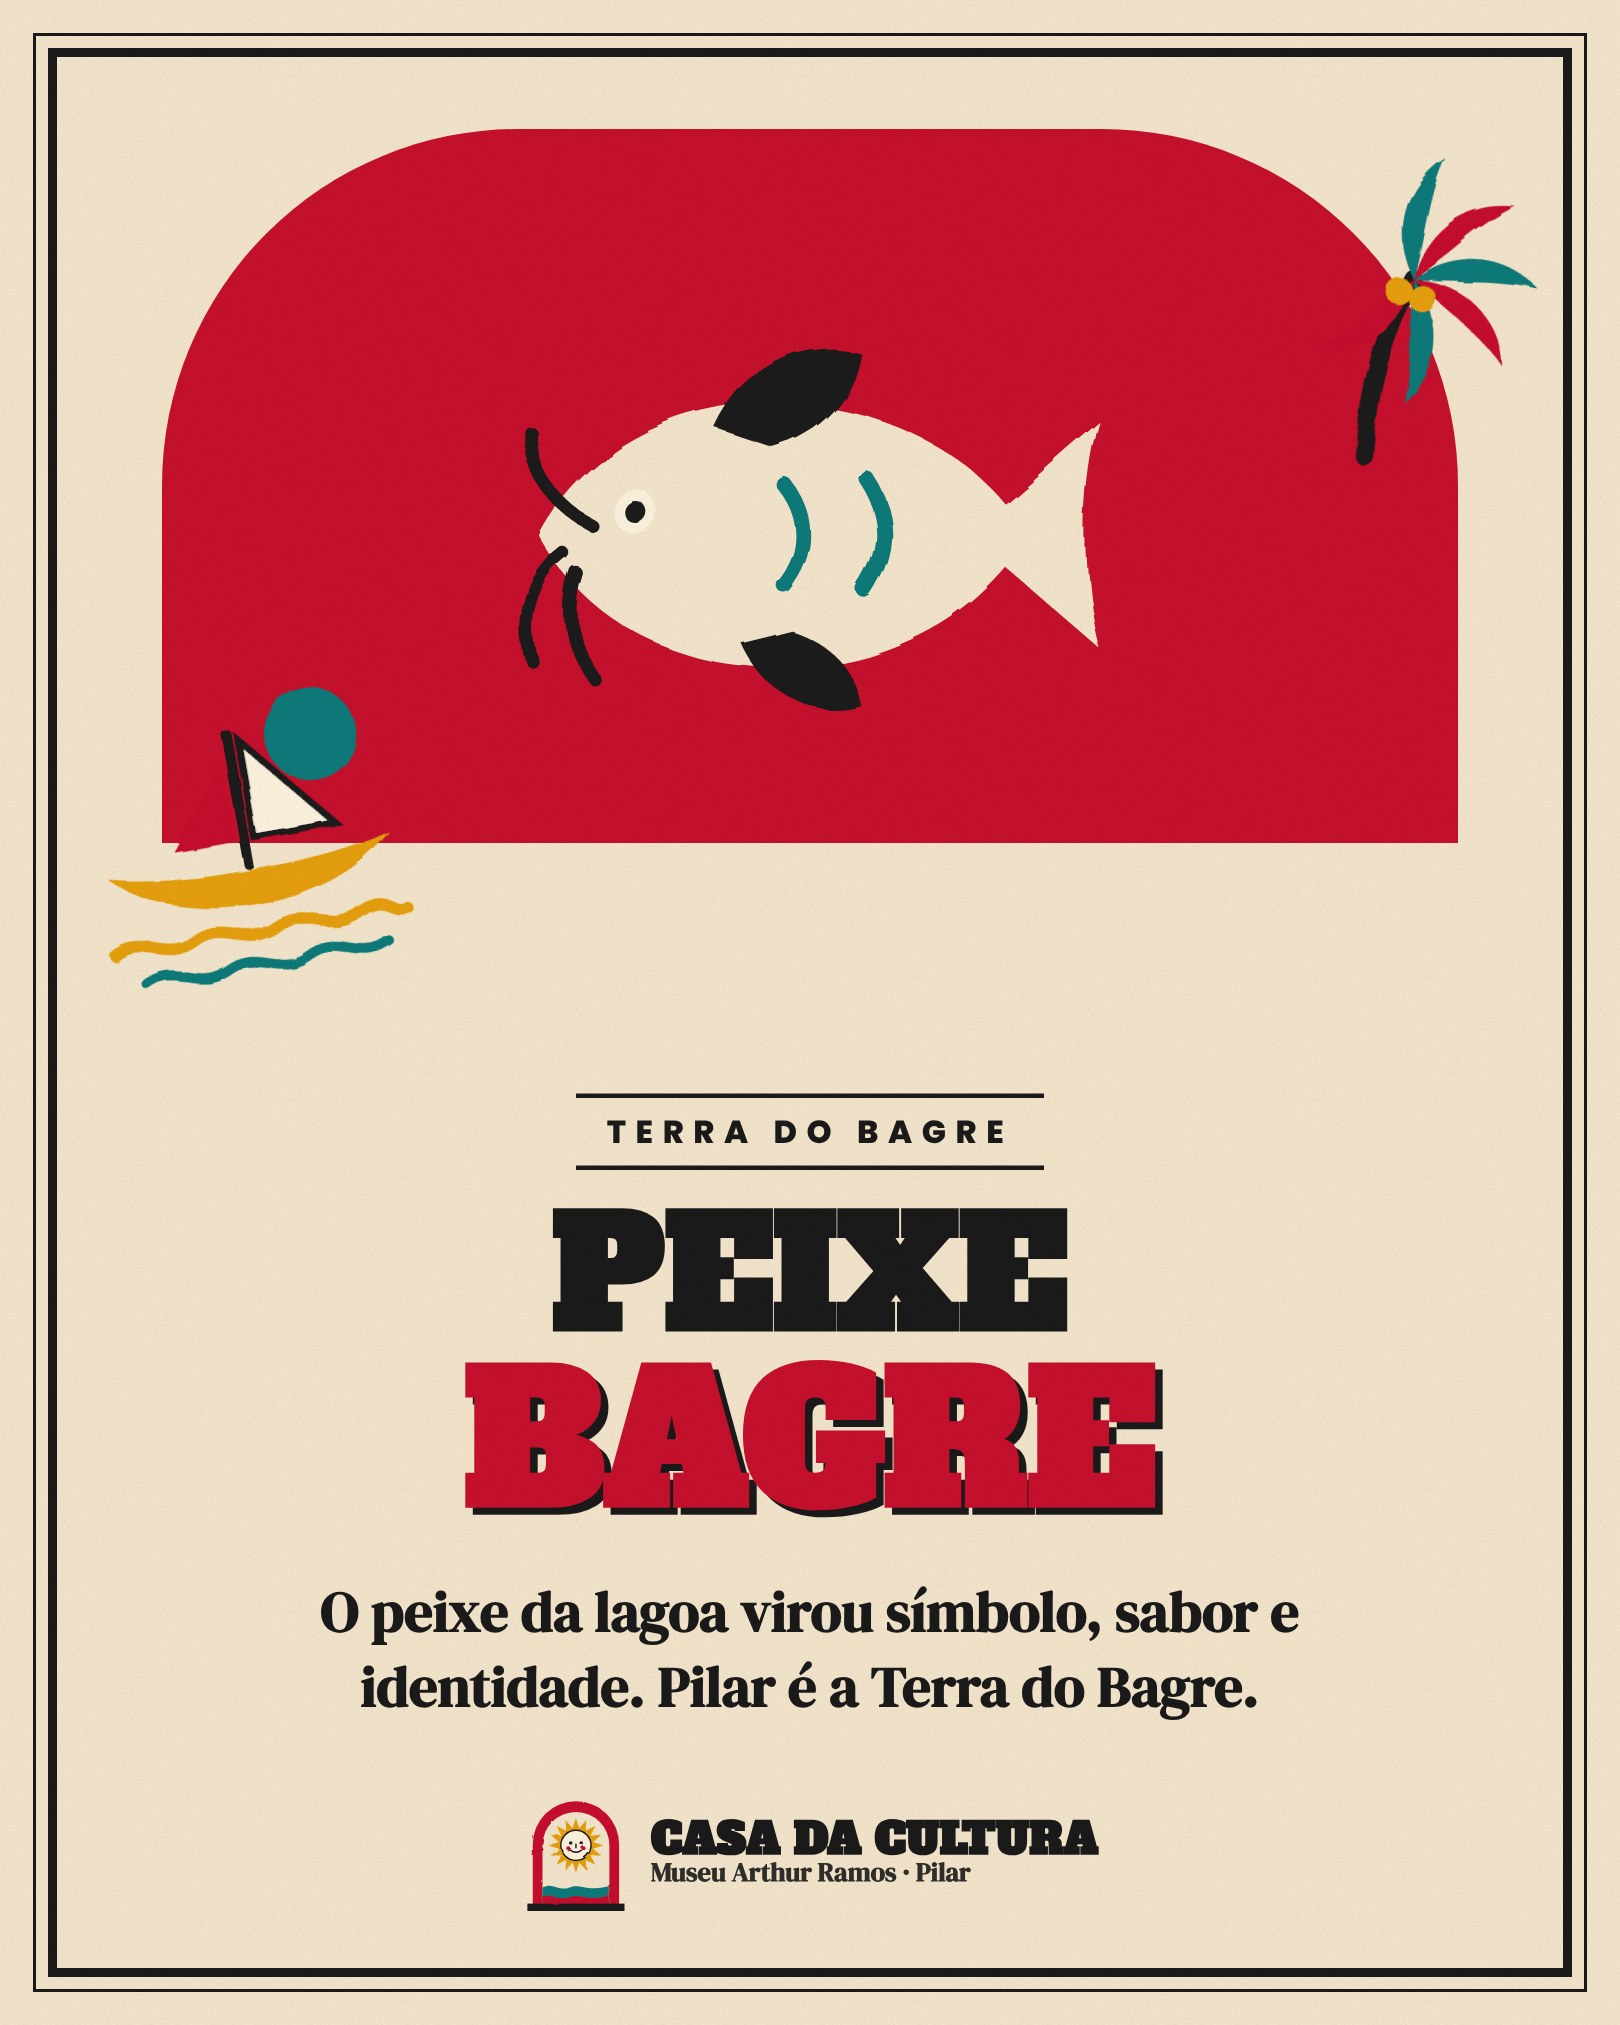 TERRA DO BAGRE
PEIXE
BAGRE
O peixe da lagoa virou símbolo, sabor e
identidade. Pilar é a Terra do Bagre.
CASA DA CULTURA
Museu Arthur Ramos · Pilar